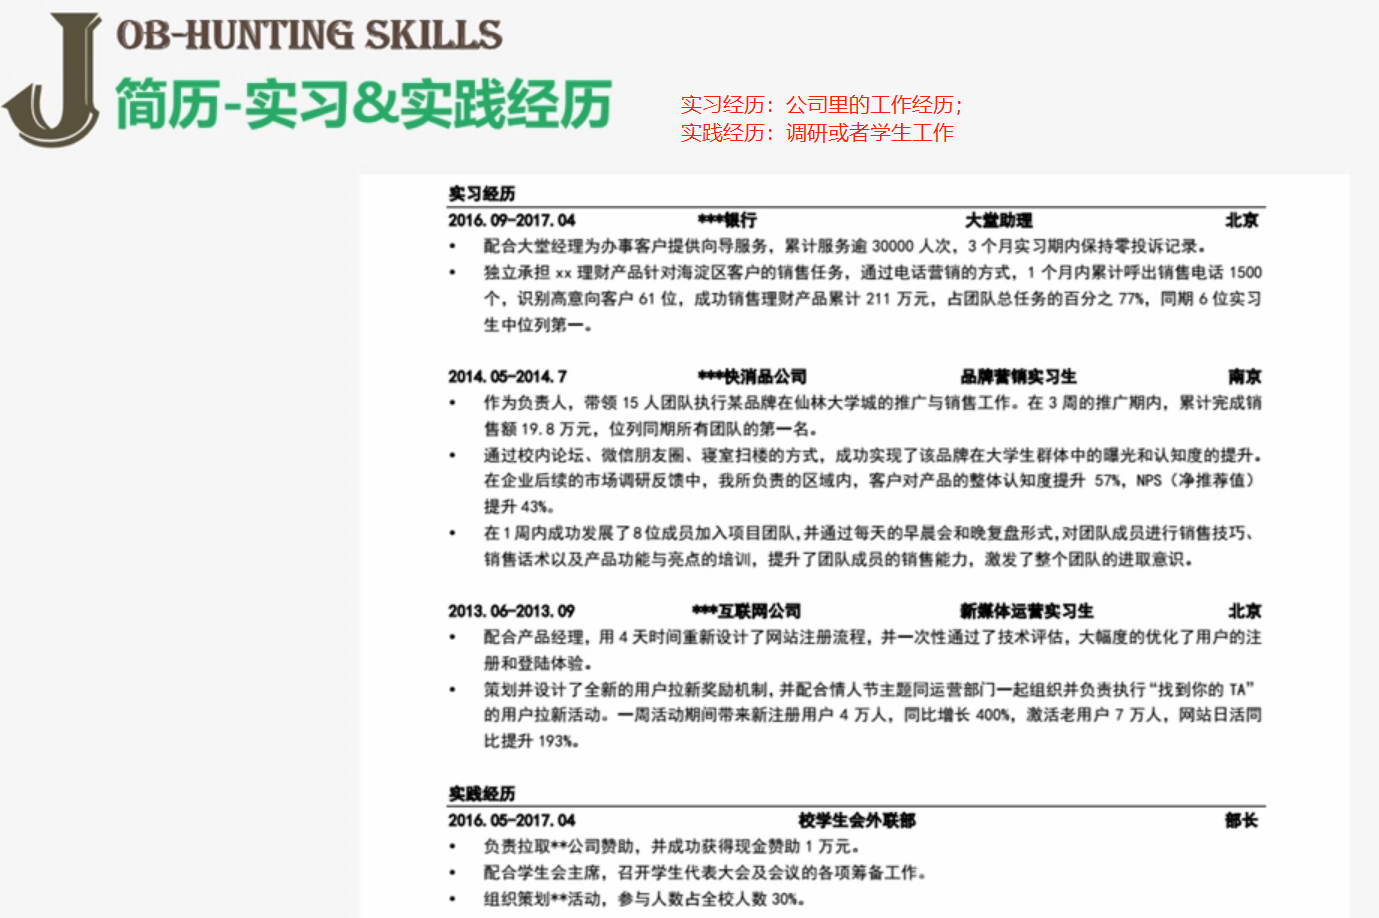 JOB-HUNTING SKILLS
简历-实习&实践经历
实习经历：公司里的工作经历；
实践经历：调研或者学生工作
实习经历
2016.09-2017.04 ***银行 大堂助理 北京
• 配合大堂经理为办事客户提供向导服务，累计服务逾 30000 人次，3 个月实习期内保持零投诉记录。
• 独立承担 xx 理财产品针对海淀区客户的销售任务，通过电话营销的方式，1 个月内累计呼出销售电话 1500
个，识别高意向客户 61 位，成功销售理财产品累计 211 万元，占团队总任务的百分之 77%，同期 6 位实习
生中位列第一。
2014.05-2014.7 ***快消品公司 品牌营销实习生 南京
• 作为负责人，带领 15 人团队执行某品牌在仙林大学城的推广与销售工作。在 3 周的推广期内，累计完成销
售额 19.8 万元，位列同期所有团队的第一名。
• 通过校内论坛、微信朋友圈、寝室扫楼的方式，成功实现了该品牌在大学生群体中的曝光和认知度的提升。
在企业后续的市场调研反馈中，我所负责的区域内，客户对产品的整体认知度提升 57%，NPS（净推荐值）
提升 43%。
• 在 1 周内成功发展了 8 位成员加入项目团队，并通过每天的早晨会和晚复盘形式，对团队成员进行销售技巧、
销售话术以及产品功能与亮点的培训，提升了团队成员的销售能力，激发了整个团队的进取意识。
2013.06-2013.09 ***互联网公司 新媒体运营实习生 北京
• 配合产品经理，用 4 天时间重新设计了网站注册流程，并一次性通过了技术评估，大幅度的优化了用户的注
册和登陆体验。
• 策划并设计了全新的用户拉新奖励机制，并配合情人节主题同运营部门一起组织并负责执行“找到你的 TA”
的用户拉新活动。一周活动期间带来新注册用户 4 万人，同比增长 400%，激活老用户 7 万人，网站日活同
比提升 193%。
实践经历
2016.05-2017.04 校学生会外联部 部长
• 负责拉取**公司赞助，并成功获得现金赞助 1 万元。
• 配合学生会主席，召开学生代表大会及会议的各项筹备工作。
• 组织策划**活动，参与人数占全校人数 30%。